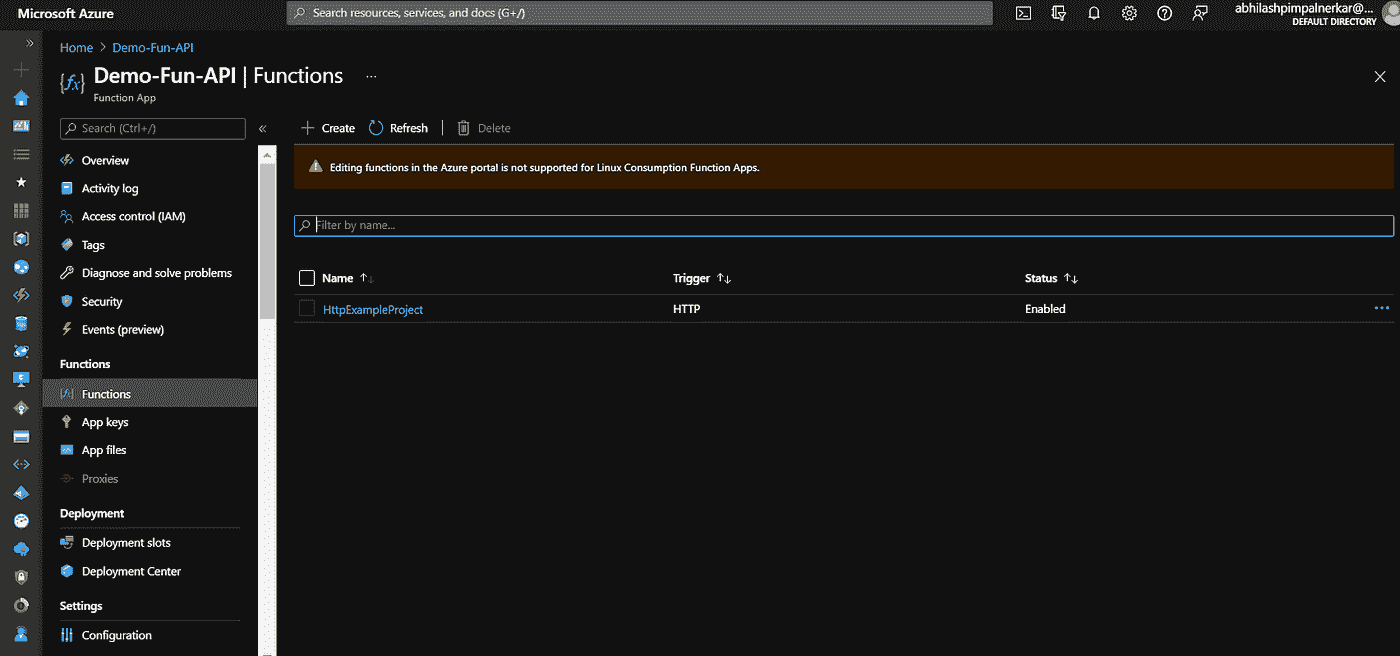 Microsoft Azure
Search resources, services, and docs (G+/)
abhilashpimpalnerkar@...
DEFAULT DIRECTORY
Home > Demo-Fun-API
Demo-Fun-API | Functions ...
Function App
Search (Ctrl+/)
Overview
Activity log
Access control (IAM)
Tags
Diagnose and solve problems
Security
Events (preview)
Functions
Functions
App keys
App files
Proxies
Deployment
Deployment slots
Deployment Center
Settings
Configuration
Create Refresh Delete
Editing functions in the Azure portal is not supported for Linux Consumption Function Apps.
Filter by name...
Name Trigger Status
HttpExampleProject HTTP Enabled